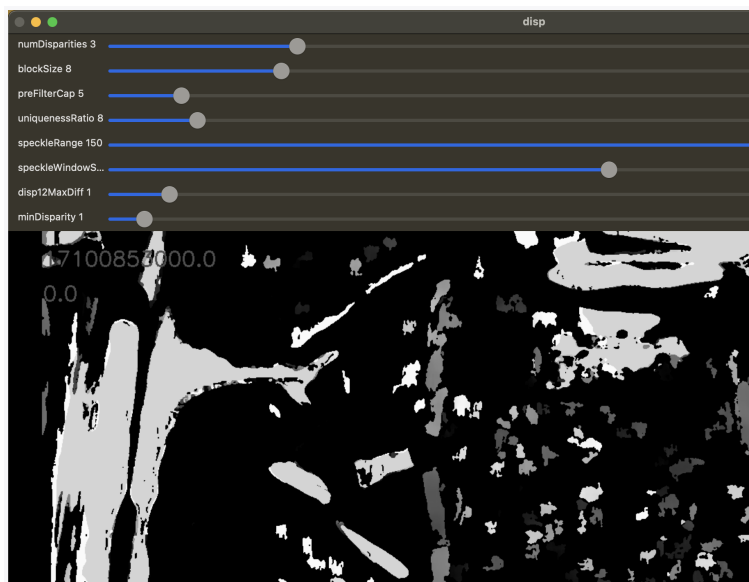 disp
numDisparities 3
blockSize 8
preFilterCap 5
uniquenessRatio 8
speckleRange 150
speckleWindowS...
disp12MaxDiff 1
minDisparity 1
0.0